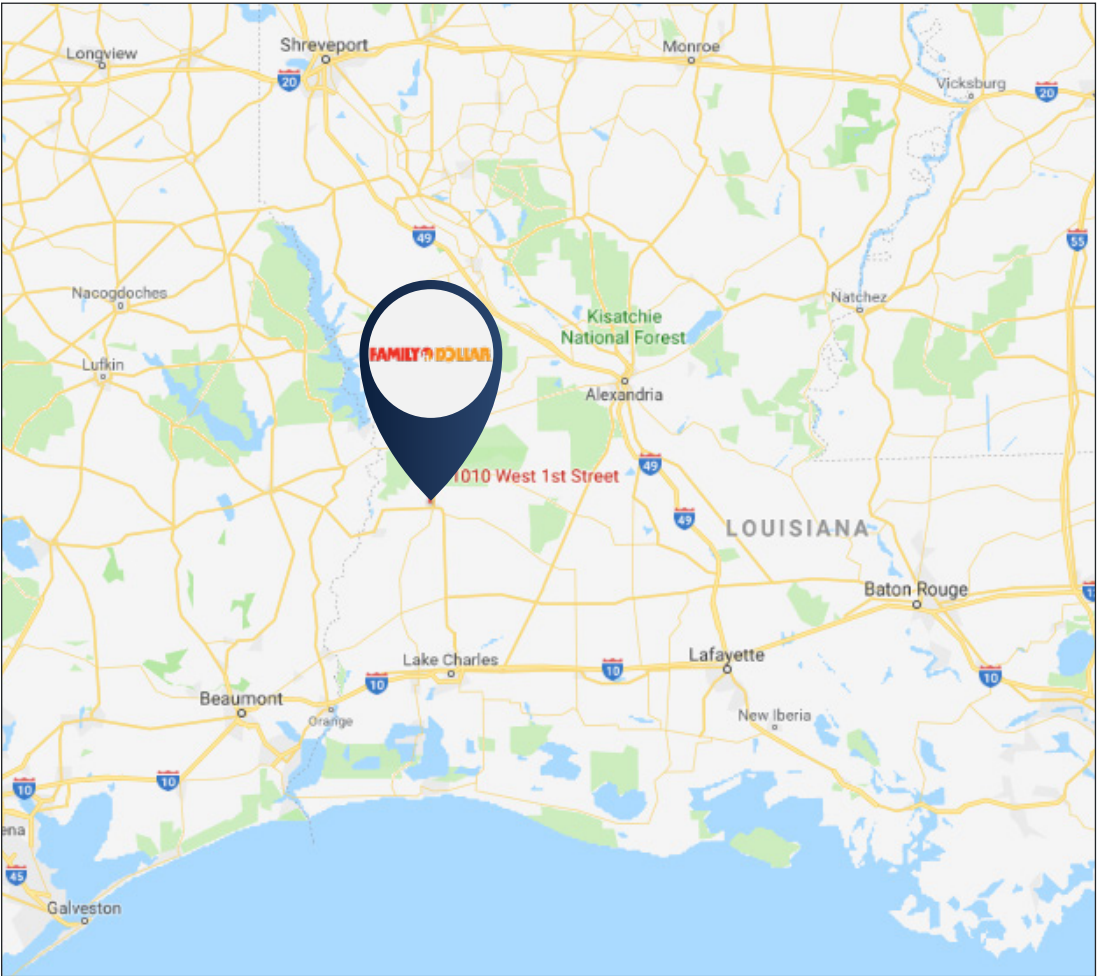 Longview
Shreveport
Monroe
20
Vicksburg
20
49
55
Nacogdoches
Natchez
Kisatchie
National Forest
FAMILY DOLLAR
Lufkin
Alexandria
1010 West 1st Street
49
49
LOUISIANA
Baton Rouge
Lake Charles
Lafayette
10
10
10
Beaumont
Orange
New Iberia
10
10
ena
45
Galveston